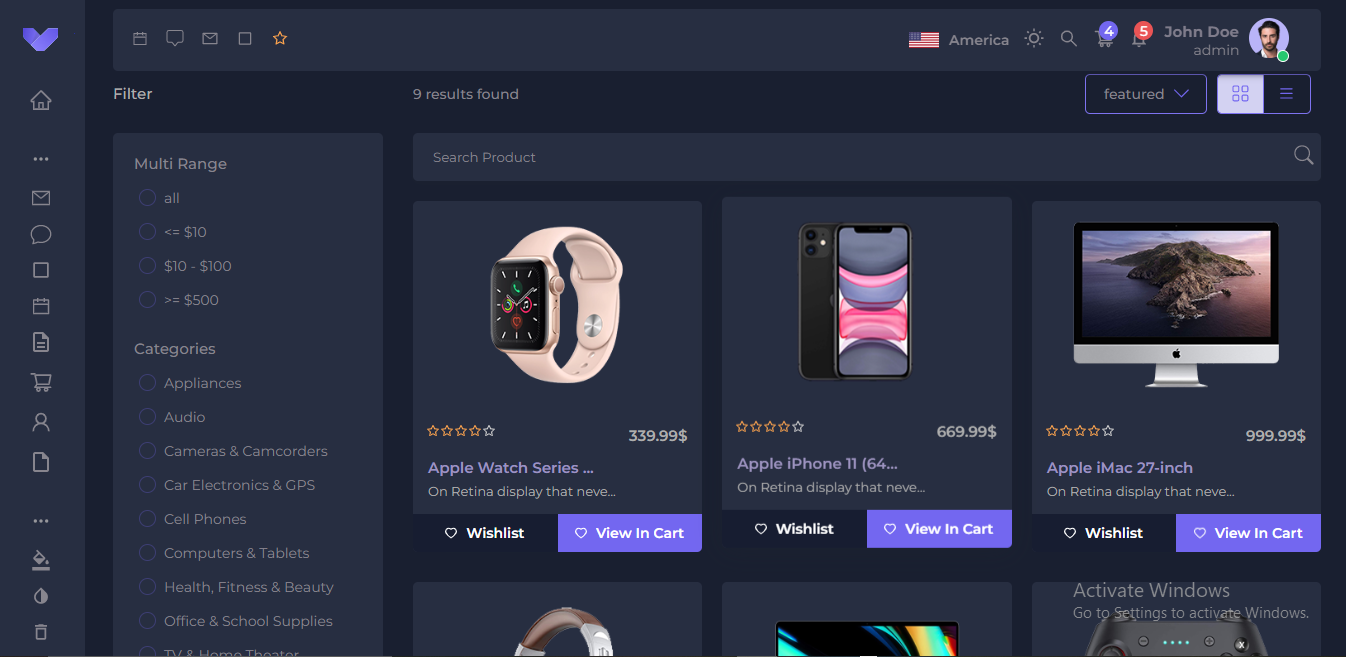 America
4
5
John Doe
admin
Filter
9 results found
featured
Multi Range
all
<= $10
$10 - $100
>= $500
Categories
Appliances
Audio
Cameras & Camcorders
Car Electronics & GPS
Cell Phones
Computers & Tablets
Health, Fitness & Beauty
Office & School Supplies
TV & Home Theater
Search Product
339.99$
Apple Watch Series ...
On Retina display that neve...
Wishlist
View In Cart
669.99$
Apple iPhone 11 (64...
On Retina display that neve...
Wishlist
View In Cart
999.99$
Apple iMac 27-inch
On Retina display that neve...
Wishlist
View In Cart
X
Activate Windows
Go to Settings to activate Windows.